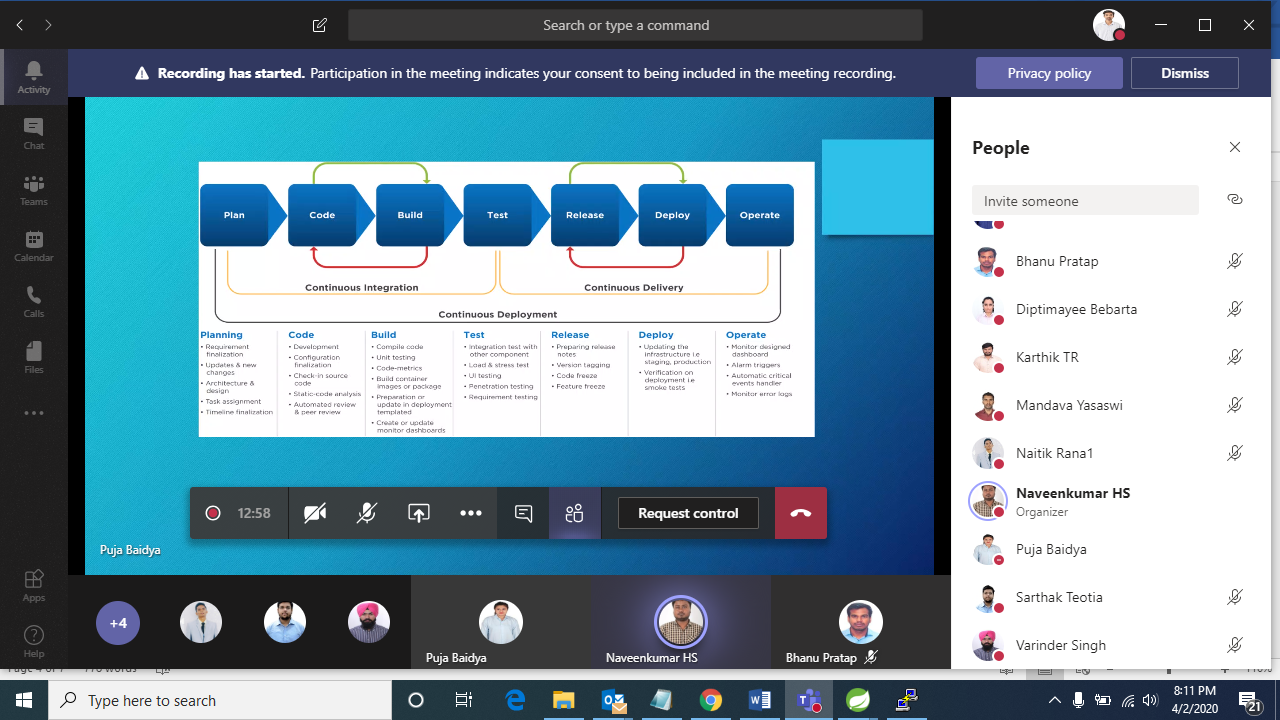 Search or type a command
Recording has started. Participation in the meeting indicates your consent to being included in the meeting recording.
Privacy policy
Dismiss
Activity
Chat
Teams
Calendar
Calls
Files
Apps
Help
Plan
Code
Build
Test
Release
Deploy
Operate
Continuous Integration
Continuous Delivery
Continuous Deployment
Planning
• Requirement
finalization
• Updates & new
changes
• Architecture &
design
• Task assignment
• Timeline finalization
Code
• Development
• Configuration
finalization
• Check-in source
code
• Static-code analysis
• Automated review
& peer review
Build
• Compile code
• Unit testing
• Code-metrics
• Build container
images or package
• Preparation or
update in deployment
templated
• Create or update
monitor dashboards
Test
• Integration test with
other component
• Load & stress test
• UI testing
• Penetration testing
• Requirement testing
Release
• Preparing release
notes
• Version tagging
• Code freeze
• Feature freeze
Deploy
• Updating the
infrastructure i.e
staging, production
• Verification on
deployment i.e
smoke tests
Operate
• Monitor designed
dashboard
• Alarm triggers
• Automatic critical
events handler
• Monitor error logs
12:58
Request control
Puja Baidya
+4
Puja Baidya
Naveenkumar HS
Bhanu Pratap
People
Invite someone
Bhanu Pratap
Diptimayee Bebarta
Karthik TR
Mandava Yasaswi
Naitik Rana1
Naveenkumar HS
Organizer
Puja Baidya
Sarthak Teotia
Varinder Singh
Type here to search
8:11 PM
4/2/2020
21